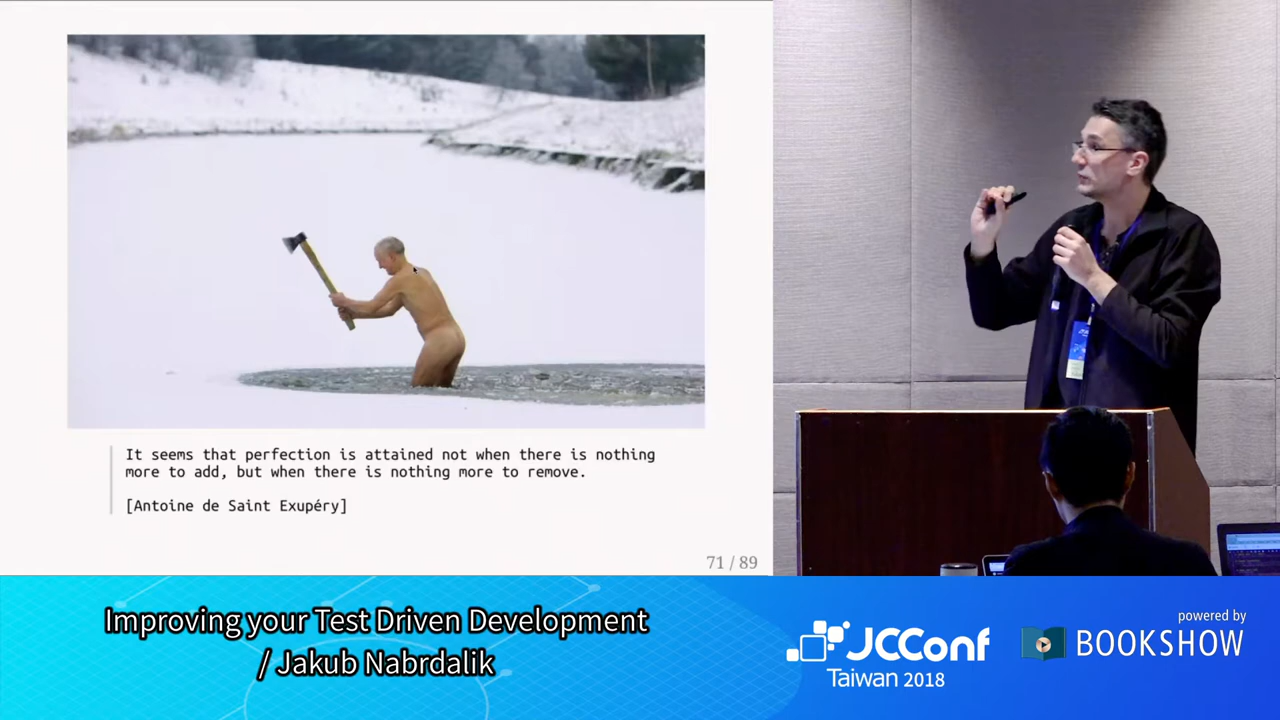 It seems that perfection is attained not when there is nothing
more to add, but when there is nothing more to remove.
[Antoine de Saint Exupéry]
71 / 89
Improving your Test Driven Development
/ Jakub Nabrdalik
JCConf
Taiwan 2018
powered by
BOOKSHOW